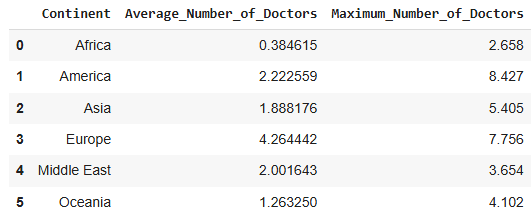 Continent Average_Number_of_Doctors Maximum_Number_of_Doctors
0 Africa 0.384615 2.658
1 America 2.222559 8.427
2 Asia 1.888176 5.405
3 Europe 4.264442 7.756
4 Middle East 2.001643 3.654
5 Oceania 1.263250 4.102